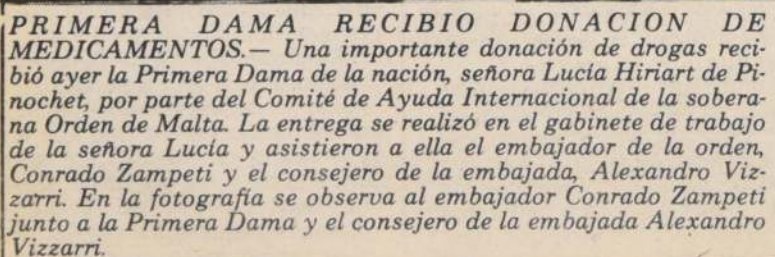 PRIMERA DAMA RECIBIO DONACION DE
MEDICAMENTOS.— Una importante donación de drogas reci-
bió ayer la Primera Dama de la nación, señora Lucía Hiriart de Pi-
nochet, por parte del Comité de Ayuda Internacional de la sobera-
na Orden de Malta. La entrega se realizó en el gabinete de trabajo
de la señora Lucía y asistieron a ella el embajador de la orden,
Conrado Zampeti y el consejero de la embajada, Alexandro Viz-
zarri. En la fotografía se observa al embajador Conrado Zampeti
junto a la Primera Dama y el consejero de la embajada Alexandro
Vizzarri.